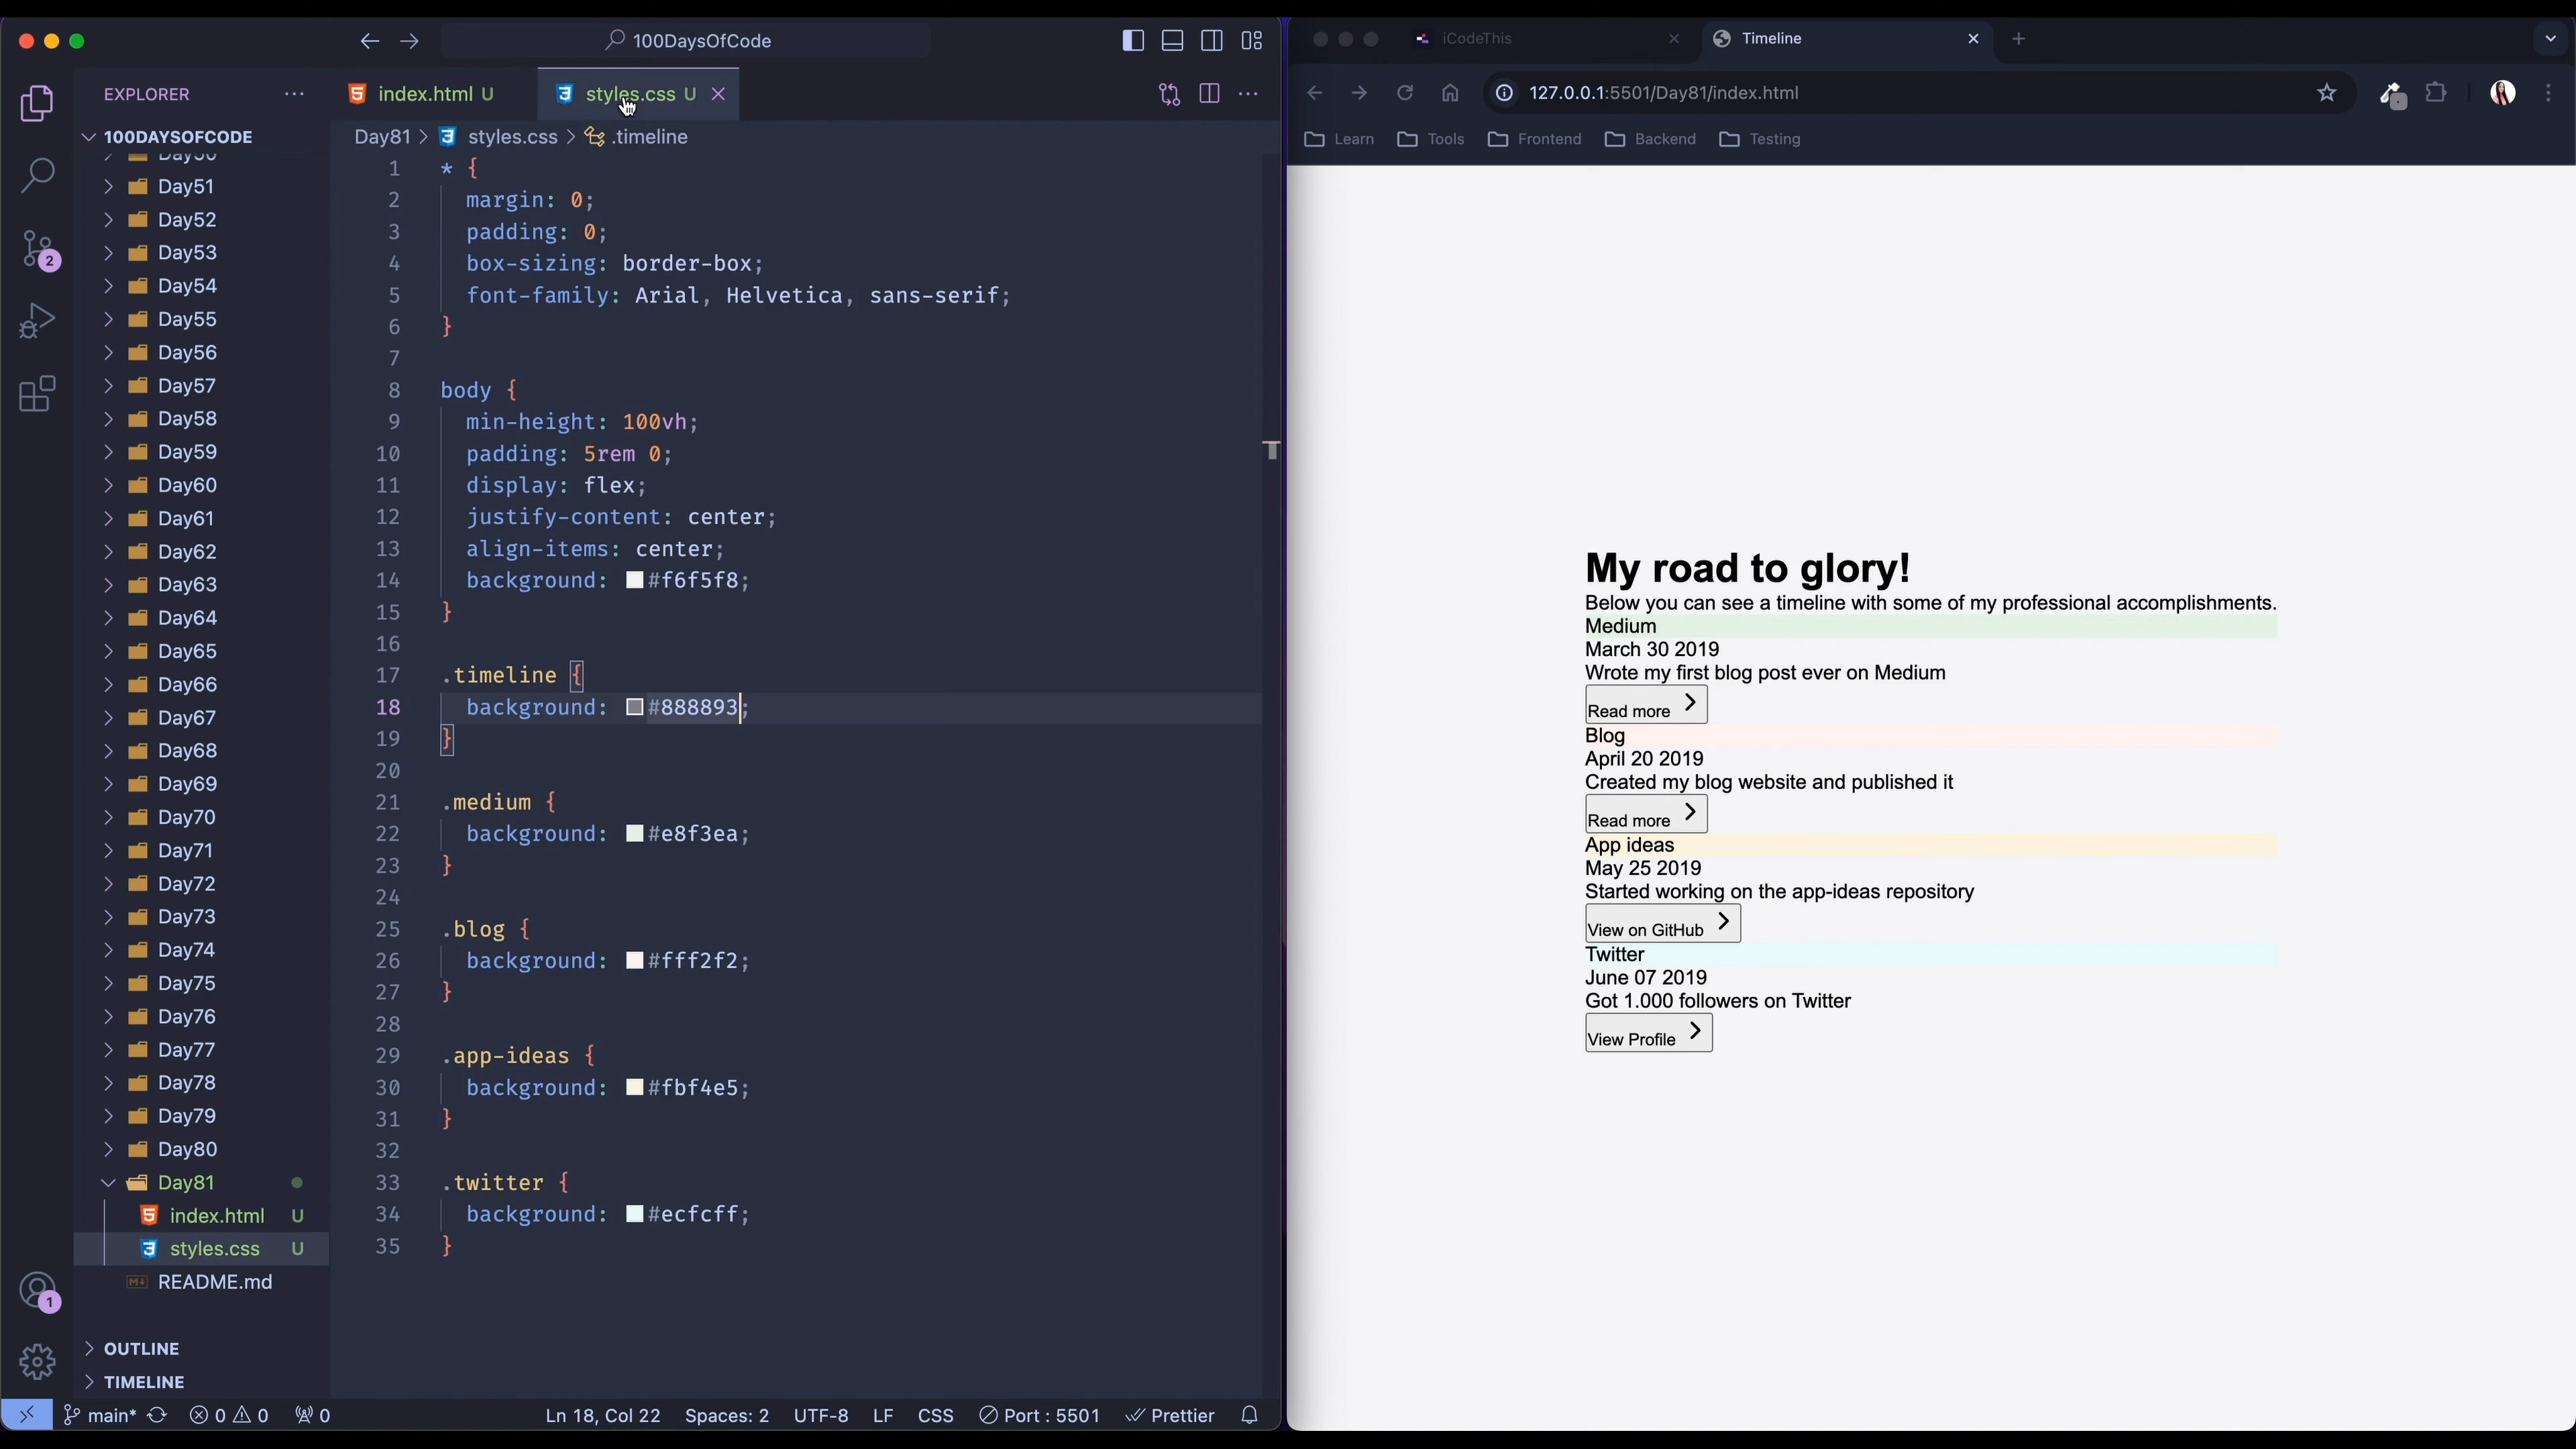 100DaysOfCode
EXPLORER
100DAYSOFCODE
Day50
Day51
Day52
Day53
Day54
Day55
Day56
Day57
Day58
Day59
Day60
Day61
Day62
Day63
Day64
Day65
Day66
Day67
Day68
Day69
Day70
Day71
Day72
Day73
Day74
Day75
Day76
Day77
Day78
Day79
Day80
Day81
index.html U
styles.css U
README.md
OUTLINE
TIMELINE
2
1
index.html U
styles.css U
Day81 > styles.css > .timeline
1 * {
2 margin: 0;
3 padding: 0;
4 box-sizing: border-box;
5 font-family: Arial, Helvetica, sans-serif;
6 }
7
8 body {
9 min-height: 100vh;
10 padding: 5rem 0;
11 display: flex;
12 justify-content: center;
13 align-items: center;
14 background: #f6f5f8;
15 }
16
17 .timeline {
18 background: #888893;
19 }
20
21 .medium {
22 background: #e8f3ea;
23 }
24
25 .blog {
26 background: #fff2f2;
27 }
28
29 .app-ideas {
30 background: #fbf4e5;
31 }
32
33 .twitter {
34 background: #ecfcff;
35 }
main* 0 0 0 Ln 18, Col 22 Spaces: 2 UTF-8 LF CSS Port : 5501 Prettier
iCodeThis
Timeline
127.0.0.1:5501/Day81/index.html
Learn Tools Frontend Backend Testing
My road to glory!
Below you can see a timeline with some of my professional accomplishments.
Medium
March 30 2019
Wrote my first blog post ever on Medium
Read more
Blog
April 20 2019
Created my blog website and published it
Read more
App ideas
May 25 2019
Started working on the app-ideas repository
View on GitHub
Twitter
June 07 2019
Got 1.000 followers on Twitter
View Profile